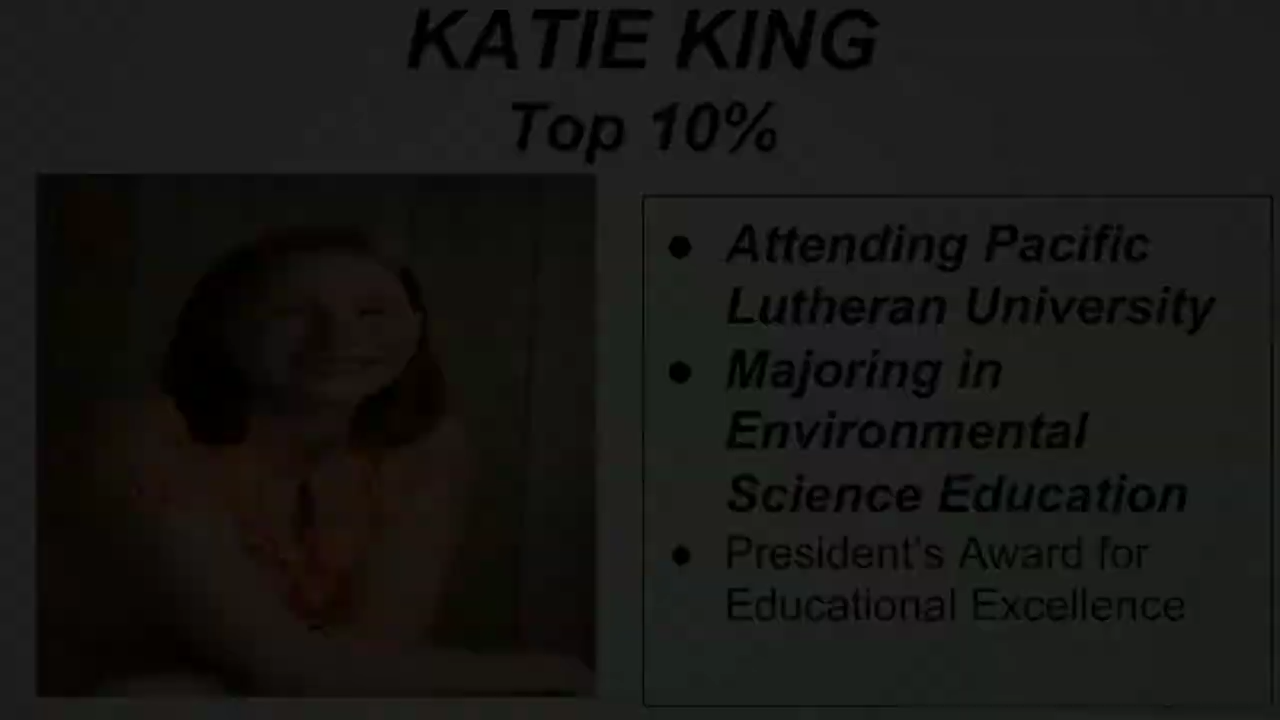 KATIE KING
Top 10%
● Attending Pacific
Lutheran University
● Majoring in
Environmental
Science Education
● President's Award for
Educational Excellence